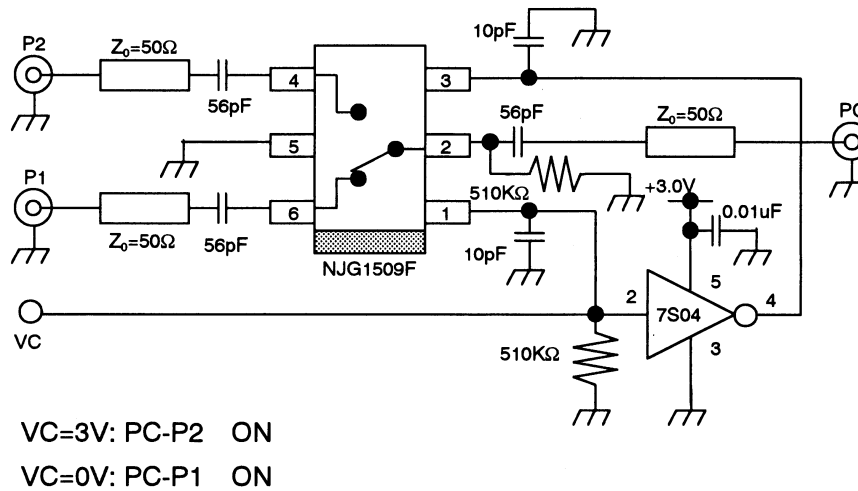 P2
Z₀=50Ω
56pF
10pF
4
3
5
2
56pF
Z₀=50Ω
PC
P1
Z₀=50Ω
56pF
6
1
510KΩ
10pF
NJG1509F
+3.0V
0.01uF
VC
2
7S04
5
4
3
510KΩ
VC=3V: PC-P2 ON
VC=0V: PC-P1 ON